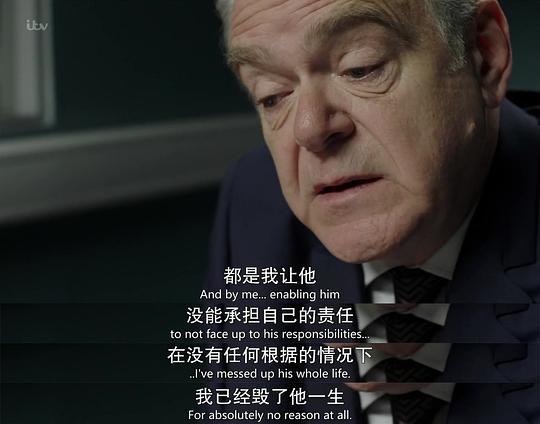 itv
都是我让他
And by me... enabling him
没能承担自己的责任
to not face up to his responsibilities...
在没有任何根据的情况下
..I've messed up his whole life.
我已经毁了他一生
For absolutely no reason at all.